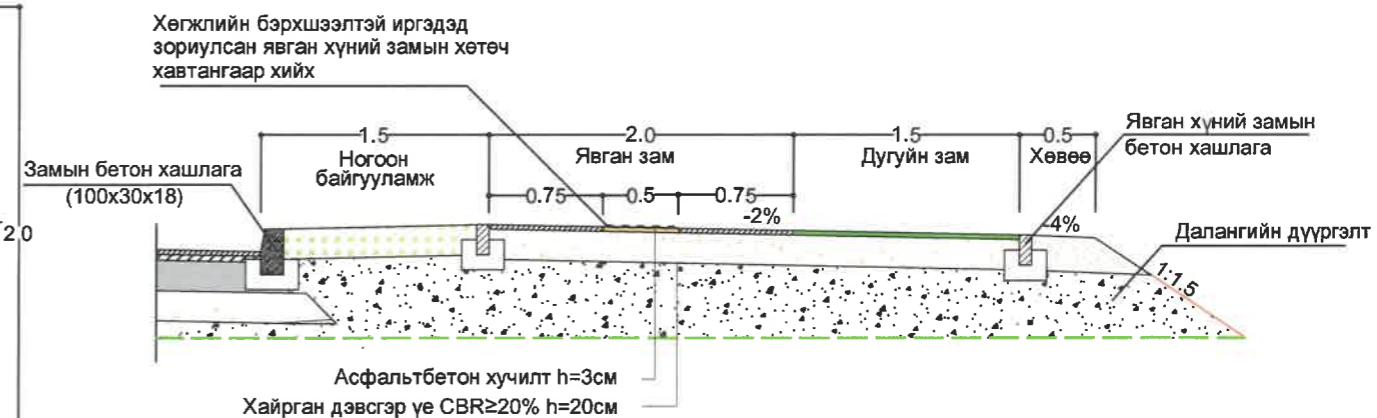 Хөгжлийн бэрхшээлтэй иргэдэд
зориулсан явган хүний замын хөтөч
хавтангаар хийх
1.5
2.0
1.5
0.5
Ногоон
байгууламж
Явган зам
Дугуйн зам
Хөвөө
Явган хүний замын
бетон хашлага
Замын бетон хашлага
(100x30x18)
0.75
0.5
0.75
-2%
-4%
2.0
Далангийн дүүргэлт
1:1.5
Асфальтбетон хучилт h=3см
Хайрган дэвсгэр үе CBR≥20% h=20см